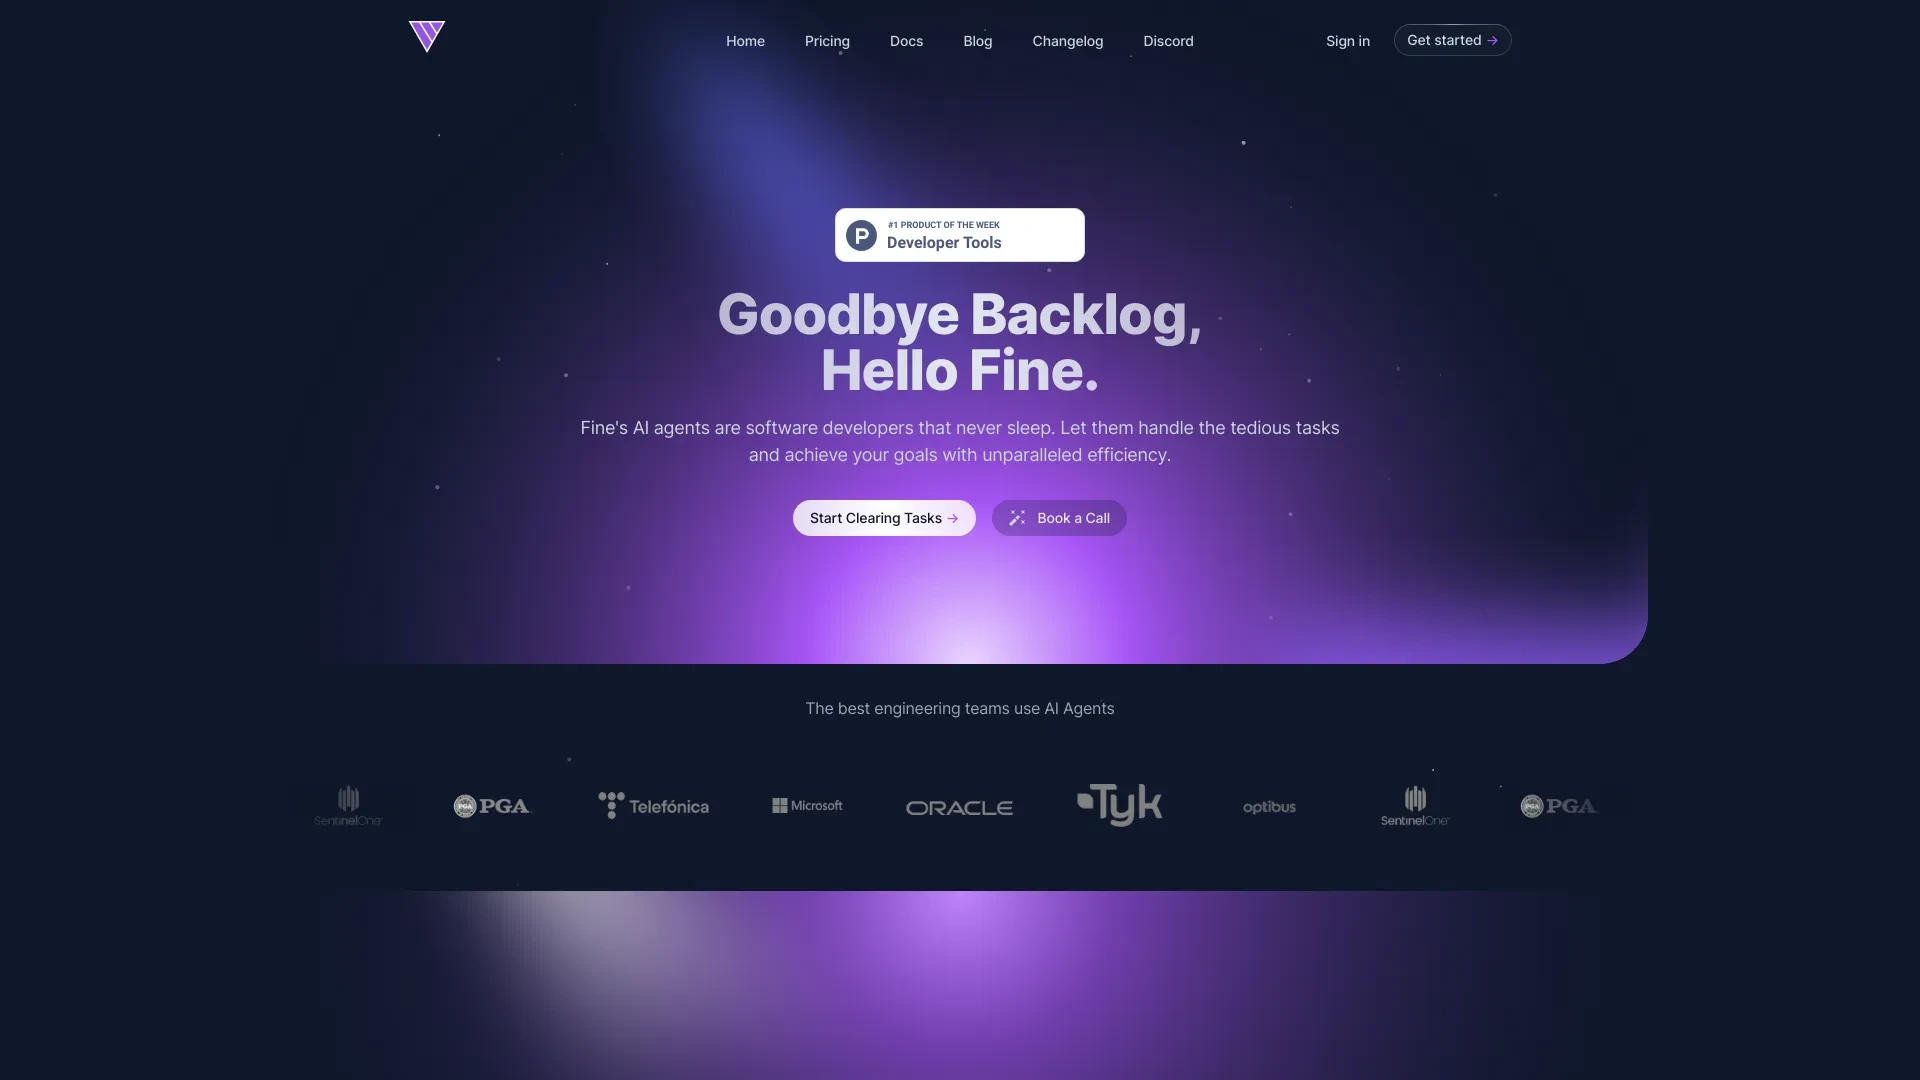 Home Pricing Docs Blog Changelog Discord Sign in Get started →
P
#1 PRODUCT OF THE WEEK
Developer Tools
Goodbye Backlog,
Hello Fine.
Fine's AI agents are software developers that never sleep. Let them handle the tedious tasks
and achieve your goals with unparalleled efficiency.
Start Clearing Tasks → Book a Call
The best engineering teams use AI Agents
SentinelOne PGA PGA Telefónica Microsoft ORACLE Tyk optibus SentinelOne PGA PGA